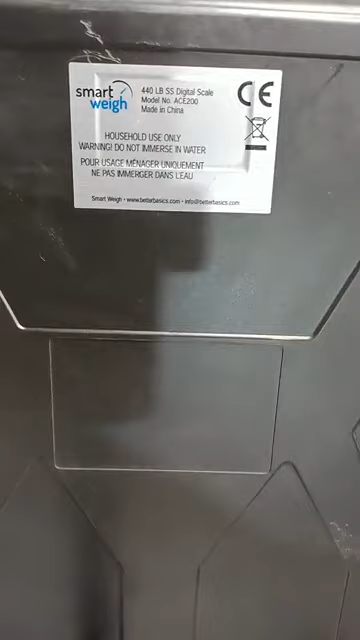 smart
weigh
440 LB SS Digital Scale
Model No. ACE200
Made in China
CE
HOUSEHOLD USE ONLY
WARNING! DO NOT IMMERSE IN WATER
POUR USAGE MÉNAGER UNIQUEMENT
NE PAS IMMERGER DANS L'EAU
Smart Weigh • www.betterbasics.com • info@betterbasics.com